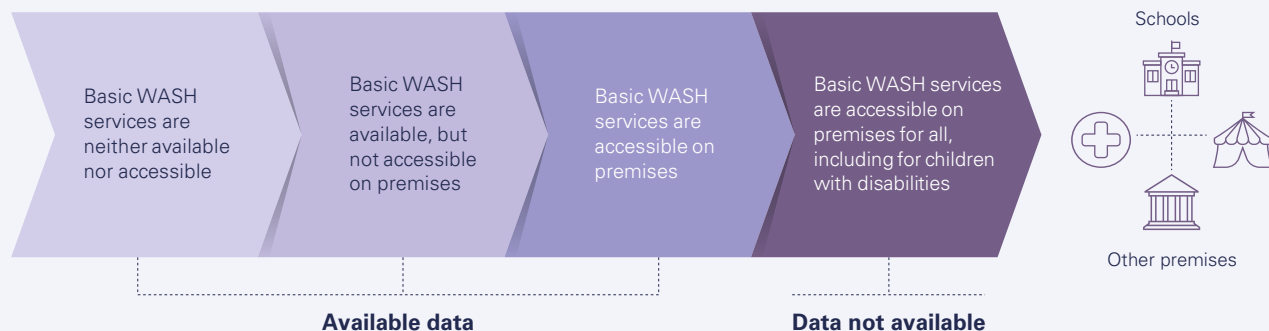 Basic WASH
services are
neither available
nor accessible
Basic WASH
services are
available, but
not accessible
on premises
Basic WASH
services are
accessible on
premises
Basic WASH services
are accessible on
premises for all,
including for children
with disabilities
Schools
Other premises
Available data
Data not available